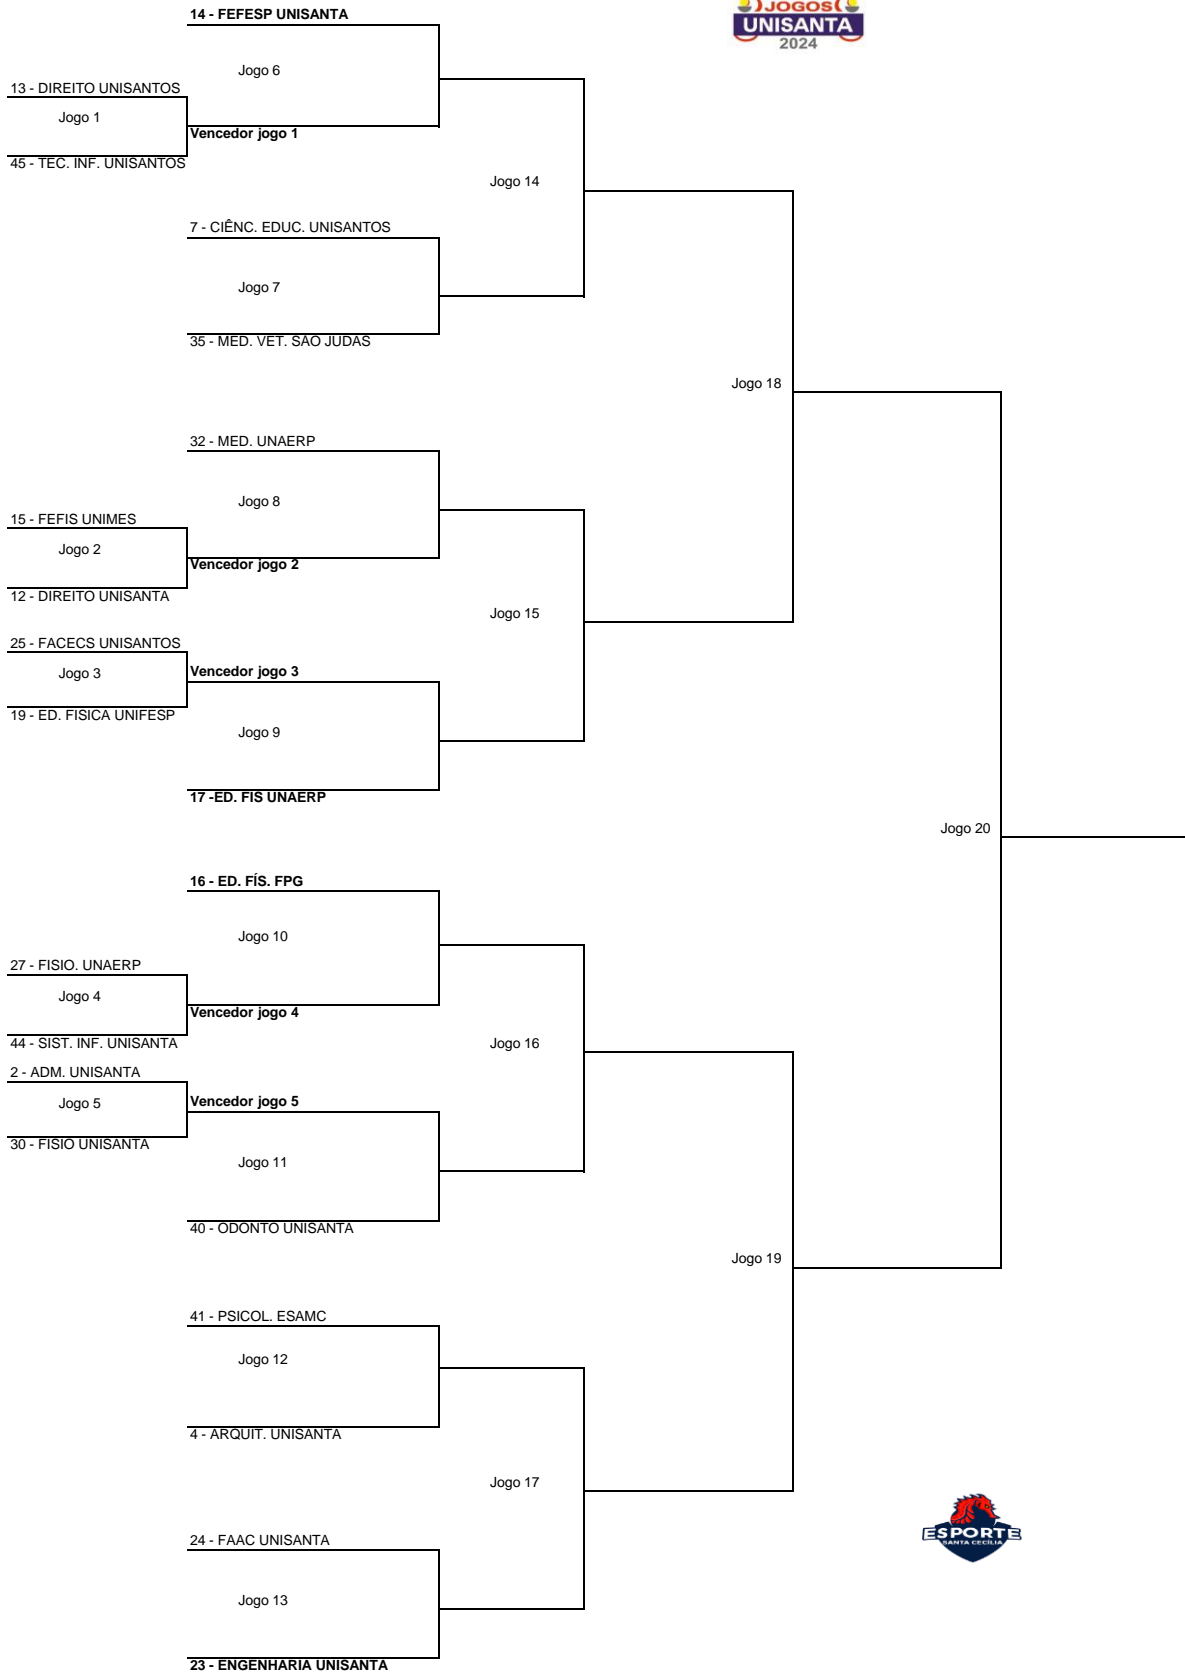 14 - FEFESP UNISANTA
JOGOS
UNISANTA
2024
Jogo 6
13 - DIREITO UNISANTOS
Jogo 1
Vencedor jogo 1
45 - TEC. INF. UNISANTOS
Jogo 14
7 - CIÊNC. EDUC. UNISANTOS
Jogo 7
35 - MED. VET. SÃO JUDAS
Jogo 18
32 - MED. UNAERP
Jogo 8
15 - FEFIS UNIMES
Jogo 2
Vencedor jogo 2
12 - DIREITO UNISANTA
Jogo 15
25 - FACECS UNISANTOS
Jogo 3
Vencedor jogo 3
19 - ED. FISICA UNIFESP
Jogo 9
17 -ED. FIS UNAERP
Jogo 20
16 - ED. FÍS. FPG
Jogo 10
27 - FISIO. UNAERP
Jogo 4
Vencedor jogo 4
44 - SIST. INF. UNISANTA
Jogo 16
2 - ADM. UNISANTA
Jogo 5
Vencedor jogo 5
30 - FISIO UNISANTA
Jogo 11
40 - ODONTO UNISANTA
Jogo 19
41 - PSICOL. ESAMC
Jogo 12
4 - ARQUIT. UNISANTA
Jogo 17
24 - FAAC UNISANTA
ESPORTE
SANTA CECÍLIA
Jogo 13
23 - ENGENHARIA UNISANTA